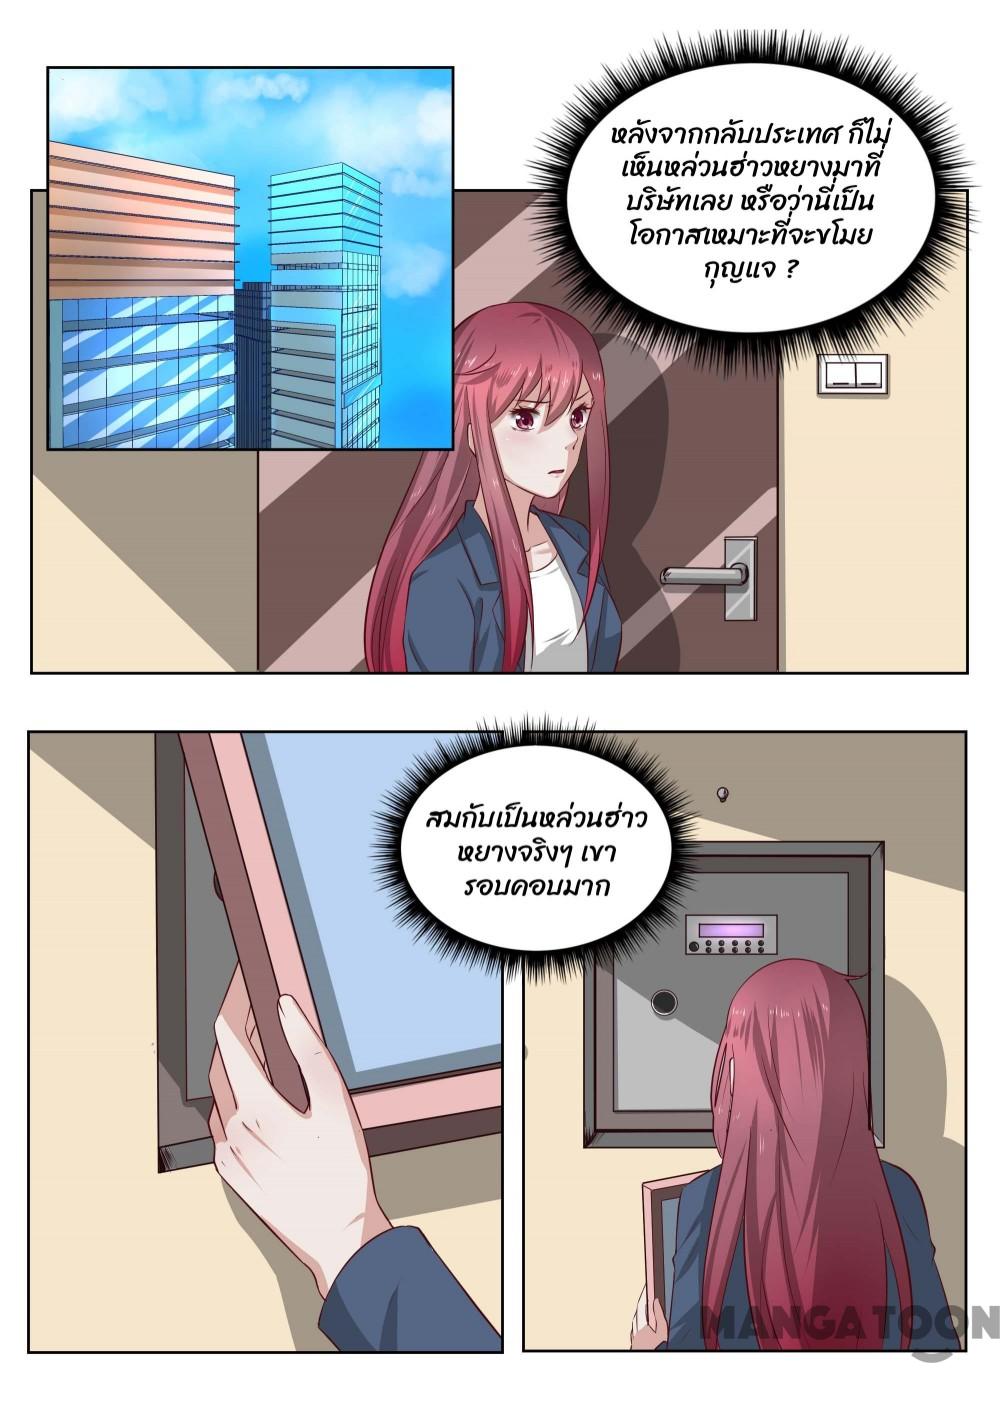 หลังจากกลับประเทศ ก็ไม่
เห็นหล่วนฮ่าวหยางมาที่
บริษัทเลย หรือว่านี่เป็น
โอกาสเหมาะที่จะขโมย
กุญแจ ?
สมกับเป็นหล่วนฮ่าว
หยางจริงๆ เขา
รอบคอบมาก
MANGATOON